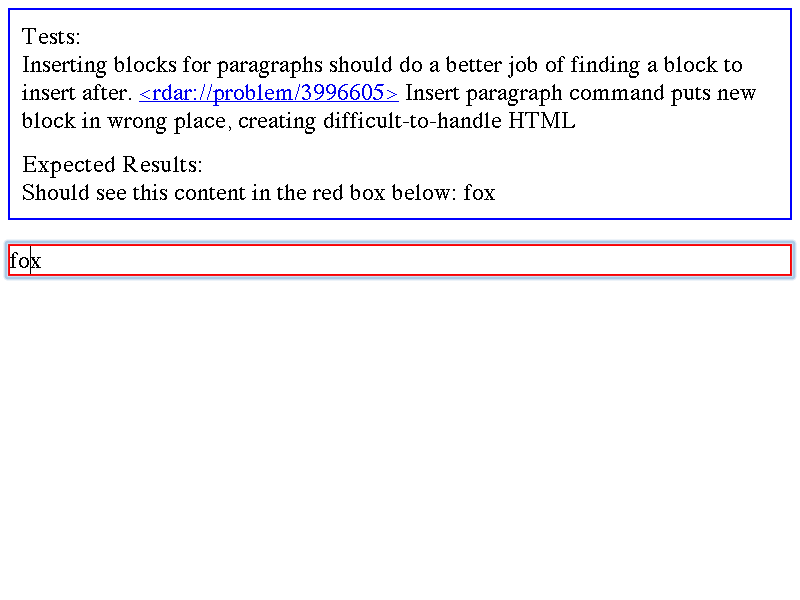 Tests:
Inserting blocks for paragraphs should do a better job of finding a block to
insert after. <rdar://problem/3996605> Insert paragraph command puts new
block in wrong place, creating difficult-to-handle HTML
Expected Results:
Should see this content in the red box below: fox
fox